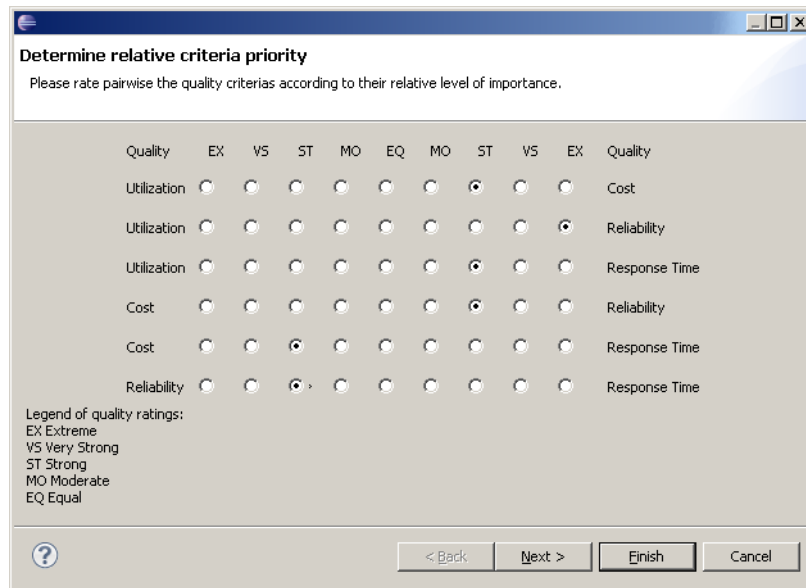 Determine relative criteria priority
Please rate pairwise the quality criterias according to their relative level of importance.
Quality EX VS ST MO EQ MO ST VS EX Quality
Utilization Cost
Utilization Reliability
Utilization Response Time
Cost Reliability
Cost Response Time
Reliability Response Time
Legend of quality ratings:
EX Extreme
VS Very Strong
ST Strong
MO Moderate
EQ Equal
? < Back Next > Finish Cancel